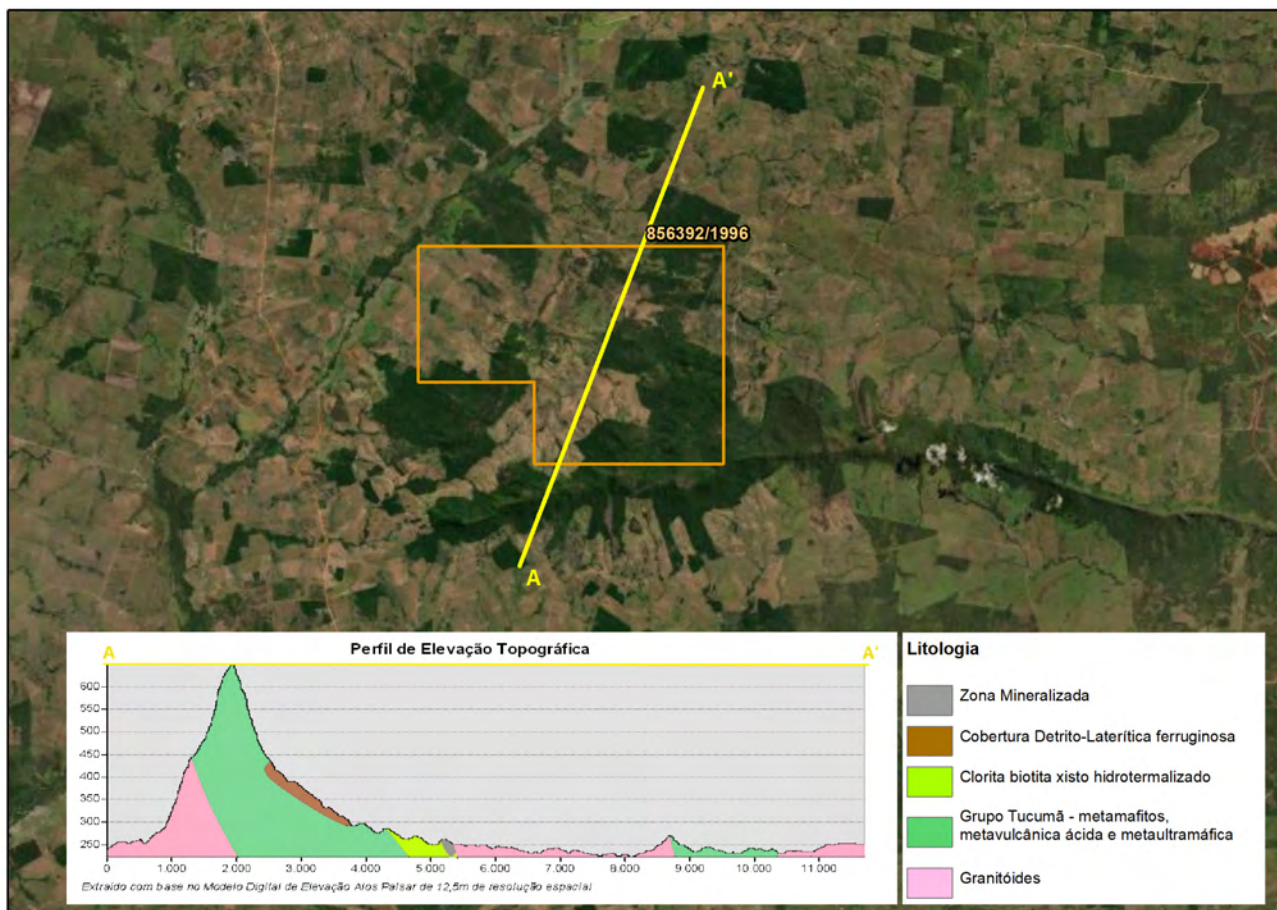 A'
856392/1996
A
Perfil de Elevação Topográfica
A
A'
600
550
500
450
400
350
300
250
0
1.000
2.000
3.000
4.000
5.000
6.000
7.000
8.000
9.000
10.000
11.000
Extraído com base no Modelo Digital de Elevação Alos Palsar de 12,5m de resolução espacial
Litologia
Zona Mineralizada
Cobertura Detrito-Laterítica ferruginosa
Clorita biotita xisto hidrotermalizado
Grupo Tucumã - metamafitos,
metavulcânica ácida e metaultramáfica
Granitóides